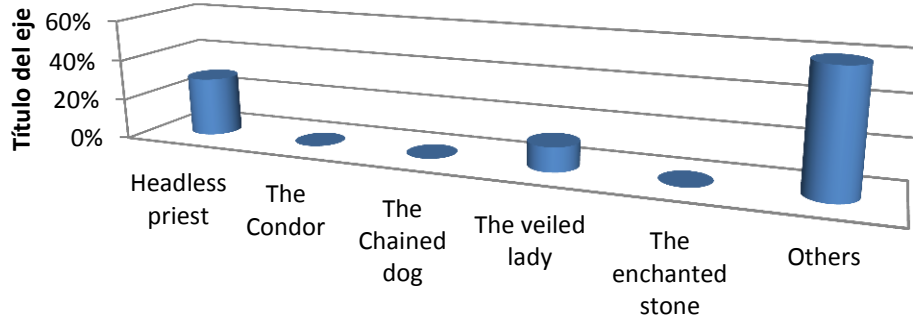 Título del eje
60%
40%
20%
0%
Headless
priest
The
Condor
The
Chained
dog
The veiled
lady
The
enchanted
stone
Others